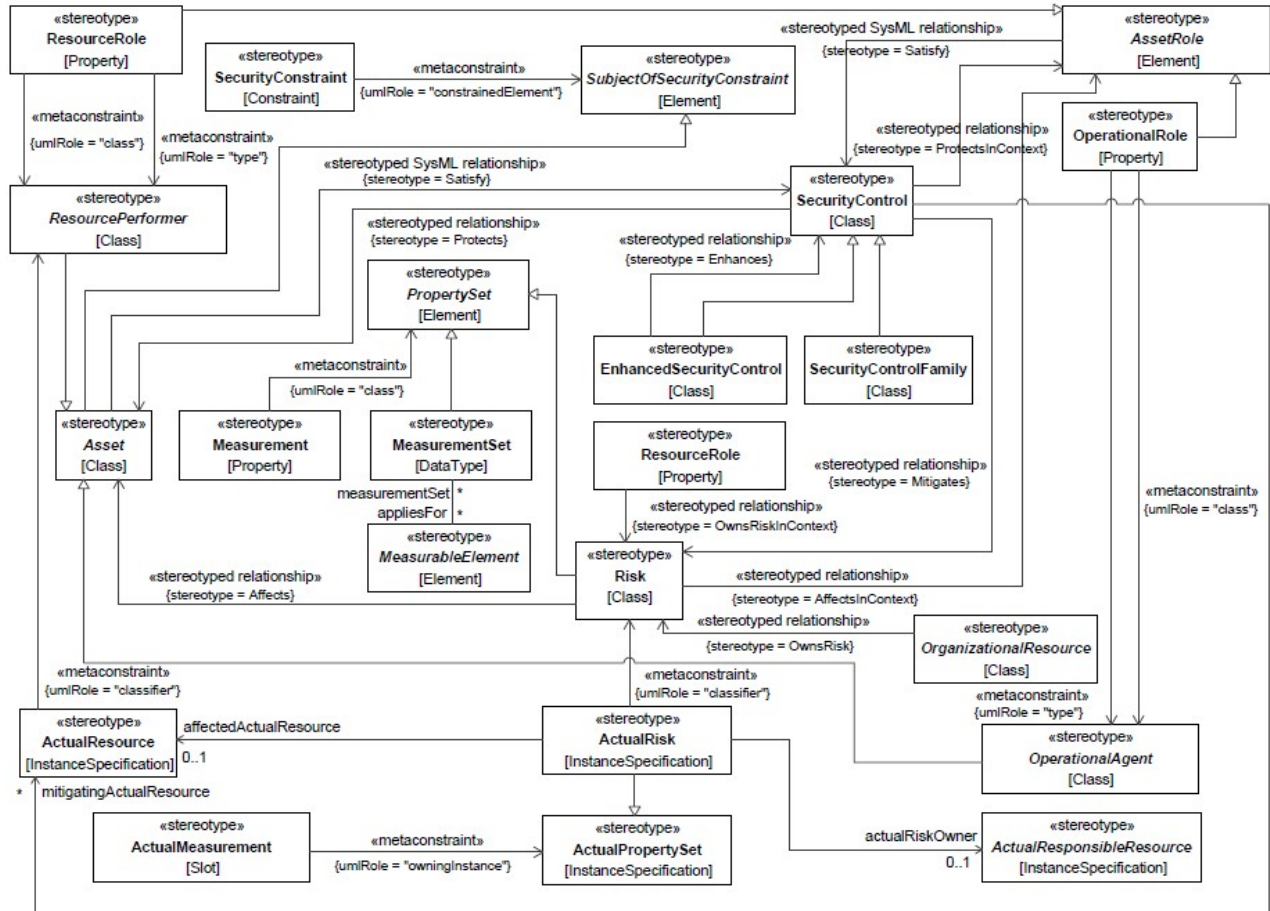 «stereotype»
ResourceRole
[Property]
«stereotype»
SecurityConstraint
[Constraint]
«metaconstraint»
{umlRole = "constrainedElement"}
«stereotype»
SubjectOfSecurityConstraint
[Element]
«stereotyped SysML relationship»
{stereotype = Satisfy}
«stereotype»
AssetRole
[Element]
«metaconstraint»
{umlRole = "class"}
«metaconstraint»
{umlRole = "type"}
«stereotyped SysML relationship»
{stereotype = Satisfy}
«stereotyped relationship»
{stereotype = ProtectsInContext}
«stereotype»
OperationalRole
[Property]
«stereotype»
ResourcePerformer
[Class]
«stereotype»
SecurityControl
[Class]
«stereotyped relationship»
{stereotype = Protects}
«stereotyped relationship»
{stereotype = Enhances}
«stereotype»
PropertySet
[Element]
«metaconstraint»
{umlRole = "class"}
«stereotype»
EnhancedSecurityControl
[Class]
«stereotype»
SecurityControlFamily
[Class]
«stereotype»
Asset
[Class]
«stereotype»
Measurement
[Property]
«stereotype»
MeasurementSet
[DataType]
«stereotype»
ResourceRole
[Property]
«stereotyped relationship»
{stereotype = Mitigates}
measurementSet *
appliesFor *
«stereotyped relationship»
{stereotype = OwnsRiskInContext}
«metaconstraint»
{umlRole = "class"}
«stereotype»
MeasurableElement
[Element]
«stereotype»
Risk
[Class]
«stereotyped relationship»
{stereotype = Affects}
«stereotyped relationship»
{stereotype = AffectsInContext}
«stereotyped relationship»
{stereotype = OwnsRisk}
«stereotype»
OrganizationalResource
[Class]
«metaconstraint»
{umlRole = "classifier"}
«metaconstraint»
{umlRole = "classifier"}
«metaconstraint»
{umlRole = "type"}
«stereotype»
ActualResource
[InstanceSpecification]
affectedActualResource
0..1
«stereotype»
ActualRisk
[InstanceSpecification]
«stereotype»
OperationalAgent
[Class]
* mitigatingActualResource
«stereotype»
ActualMeasurement
[Slot]
«metaconstraint»
{umlRole = "owningInstance"}
«stereotype»
ActualPropertySet
[InstanceSpecification]
actualRiskOwner
0..1
«stereotype»
ActualResponsibleResource
[InstanceSpecification]